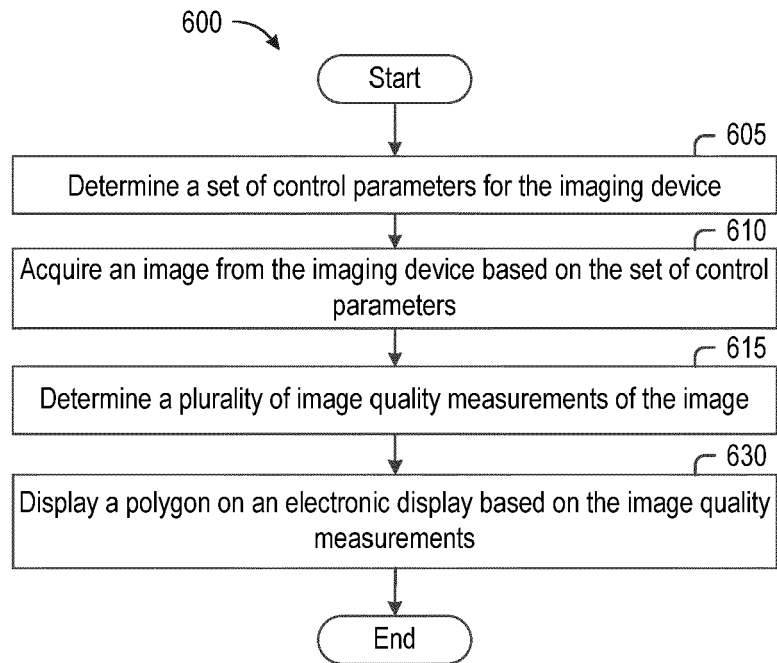 600
Start
605
Determine a set of control parameters for the imaging device
610
Acquire an image from the imaging device based on the set of control
parameters
615
Determine a plurality of image quality measurements of the image
630
Display a polygon on an electronic display based on the image quality
measurements
End